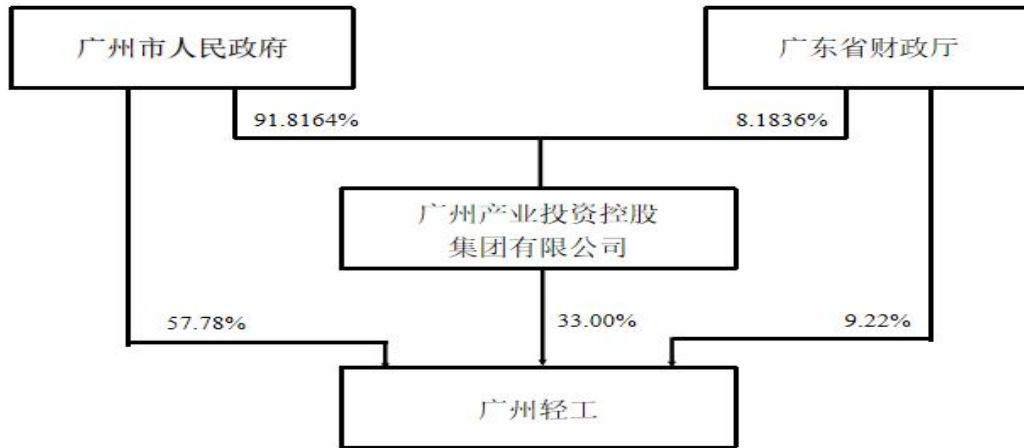 广州市人民政府
广东省财政厅
91.8164%
8.1836%
广州产业投资控股
集团有限公司
57.78%
33.00%
9.22%
广州轻工